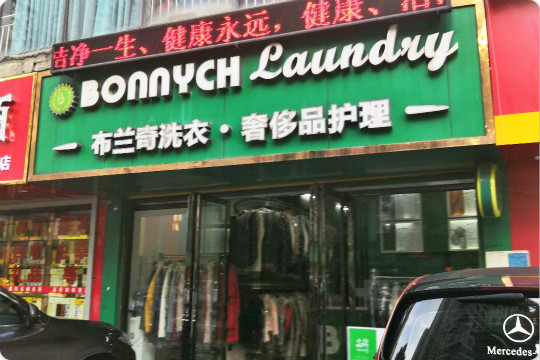 洁净一生、健康永远，健康、洁
BONNYCH Laundry
布兰奇洗衣·奢侈品护理
店
Mercedes